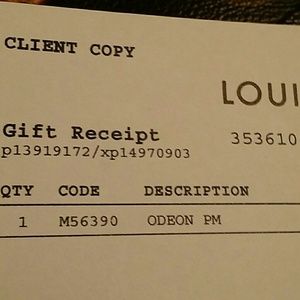 CLIENT COPY
LOUI
Gift Receipt 353610
p13919172/xp14970903
QTY CODE DESCRIPTION
1 M56390 ODEON PM